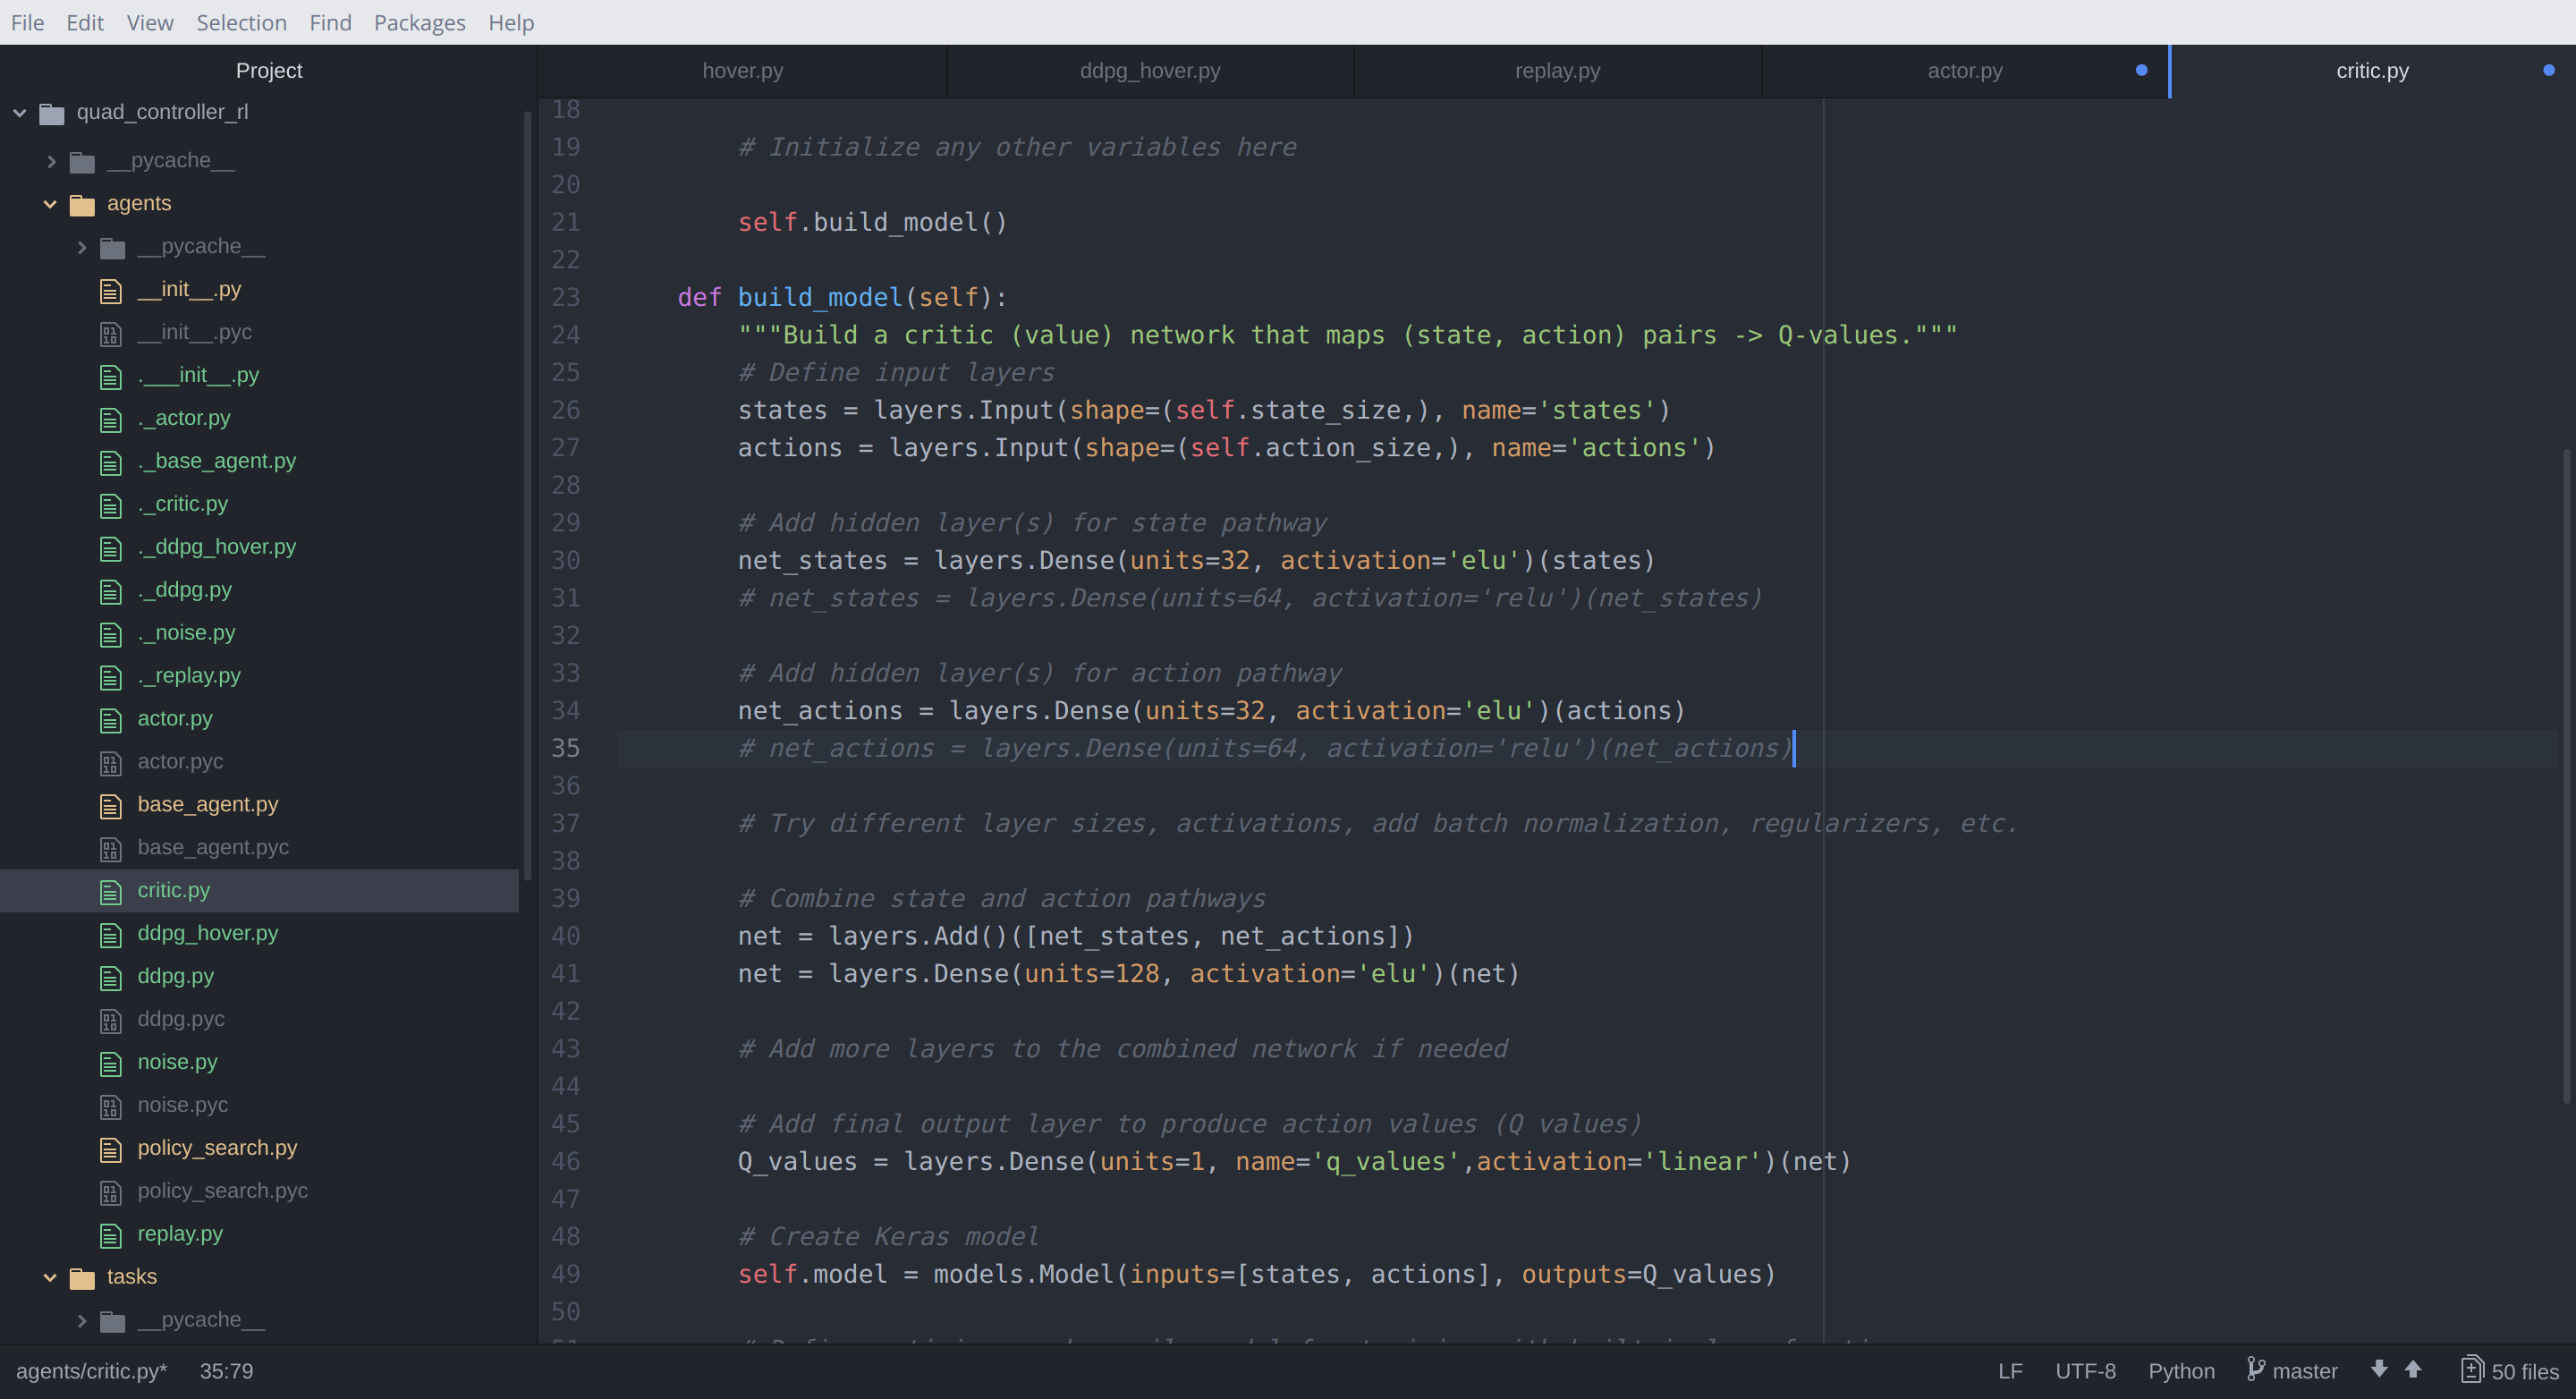 File Edit View Selection Find Packages Help
Project
quad_controller_rl
__pycache__
agents
__pycache__
__init__.py
__init__.pyc
.___init__.py
._actor.py
._base_agent.py
._critic.py
._ddpg_hover.py
._ddpg.py
._noise.py
._replay.py
actor.py
actor.pyc
base_agent.py
base_agent.pyc
critic.py
ddpg_hover.py
ddpg.py
ddpg.pyc
noise.py
noise.pyc
policy_search.py
policy_search.pyc
replay.py
tasks
__pycache__
hover.py ddpg_hover.py replay.py actor.py critic.py
18
19 # Initialize any other variables here
20
21 self.build_model()
22
23 def build_model(self):
24 """Build a critic (value) network that maps (state, action) pairs -> Q-values."""
25 # Define input layers
26 states = layers.Input(shape=(self.state_size,), name='states')
27 actions = layers.Input(shape=(self.action_size,), name='actions')
28
29 # Add hidden layer(s) for state pathway
30 net_states = layers.Dense(units=32, activation='elu')(states)
31 # net_states = layers.Dense(units=64, activation='relu')(net_states)
32
33 # Add hidden layer(s) for action pathway
34 net_actions = layers.Dense(units=32, activation='elu')(actions)
35 # net_actions = layers.Dense(units=64, activation='relu')(net_actions)
36
37 # Try different layer sizes, activations, add batch normalization, regularizers, etc.
38
39 # Combine state and action pathways
40 net = layers.Add()([net_states, net_actions])
41 net = layers.Dense(units=128, activation='elu')(net)
42
43 # Add more layers to the combined network if needed
44
45 # Add final output layer to produce action values (Q values)
46 Q_values = layers.Dense(units=1, name='q_values',activation='linear')(net)
47
48 # Create Keras model
49 self.model = models.Model(inputs=[states, actions], outputs=Q_values)
50
agents/critic.py* 35:79 LF UTF-8 Python master 50 files